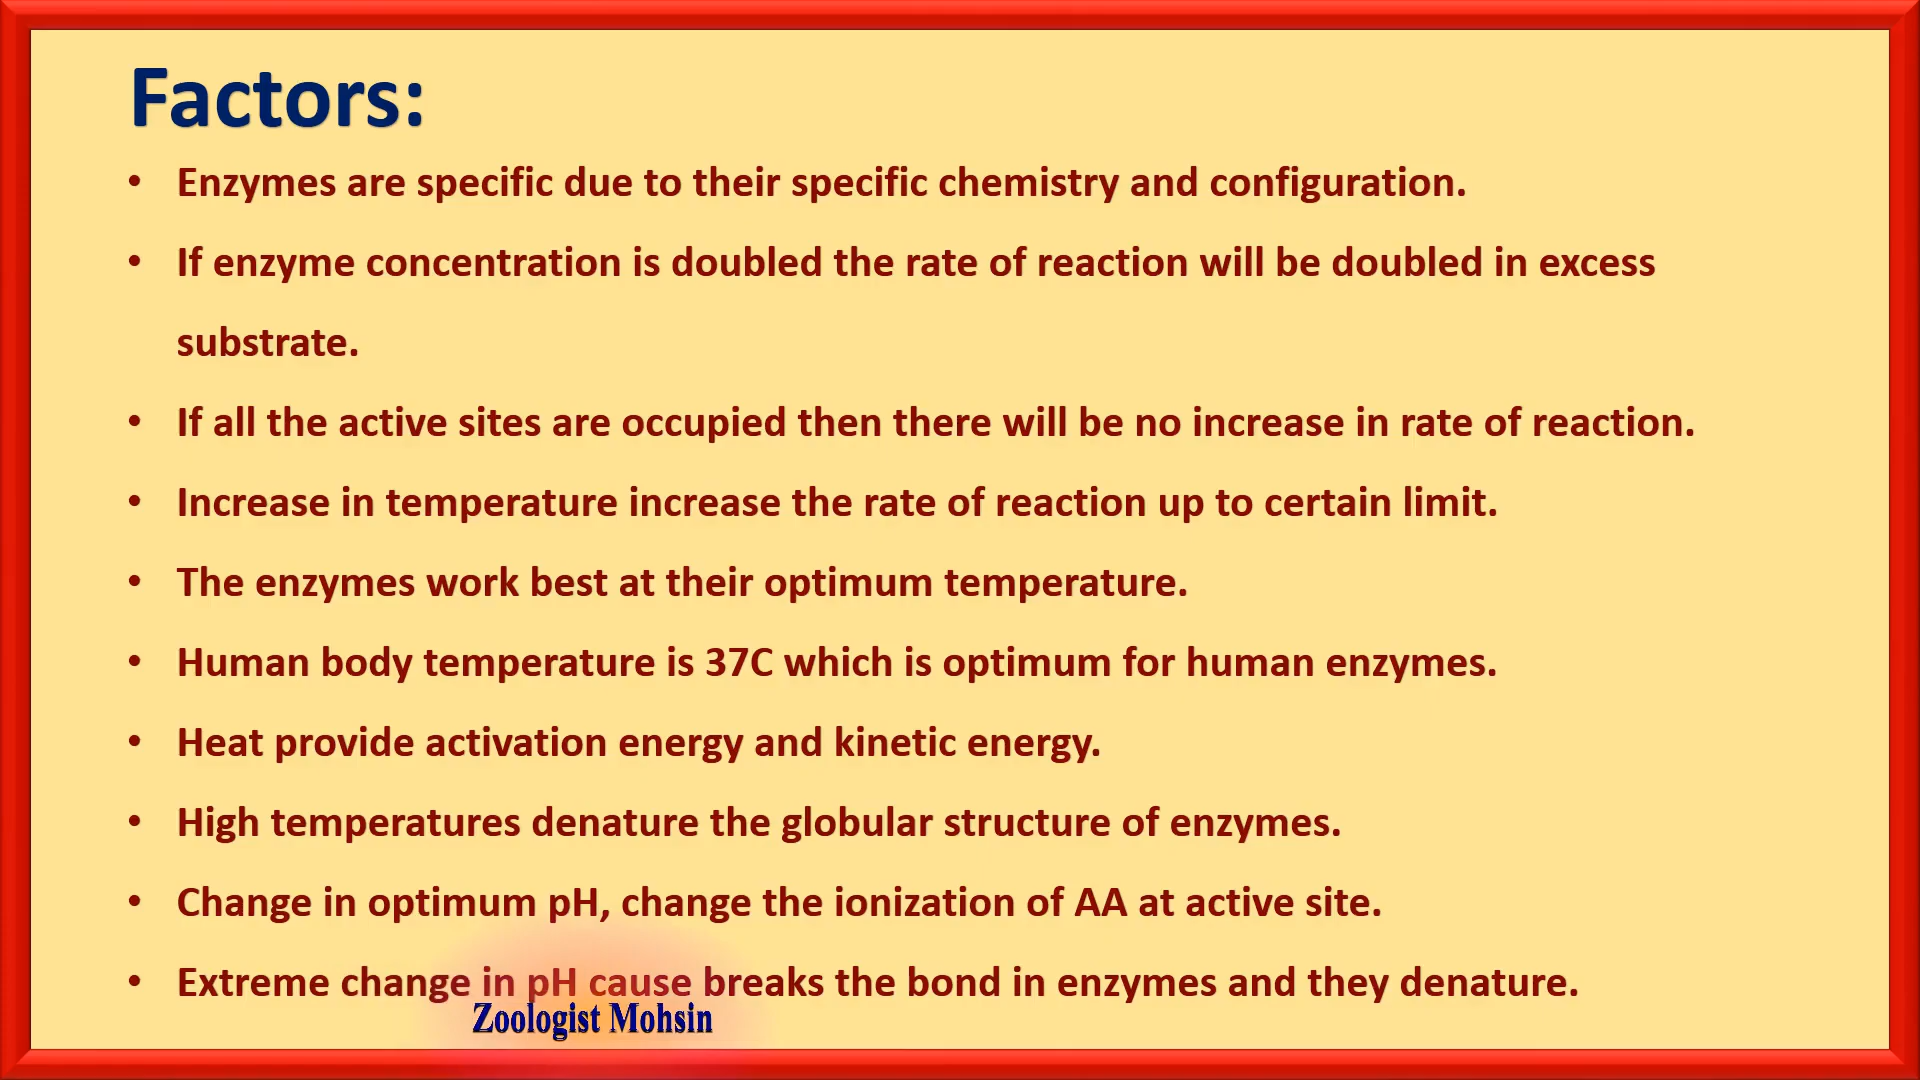 Factors:
• Enzymes are specific due to their specific chemistry and configuration.
• If enzyme concentration is doubled the rate of reaction will be doubled in excess
substrate.
• If all the active sites are occupied then there will be no increase in rate of reaction.
• Increase in temperature increase the rate of reaction up to certain limit.
• The enzymes work best at their optimum temperature.
• Human body temperature is 37C which is optimum for human enzymes.
• Heat provide activation energy and kinetic energy.
• High temperatures denature the globular structure of enzymes.
• Change in optimum pH, change the ionization of AA at active site.
• Extreme change in pH cause breaks the bond in enzymes and they denature.
Zoologist Mohsin